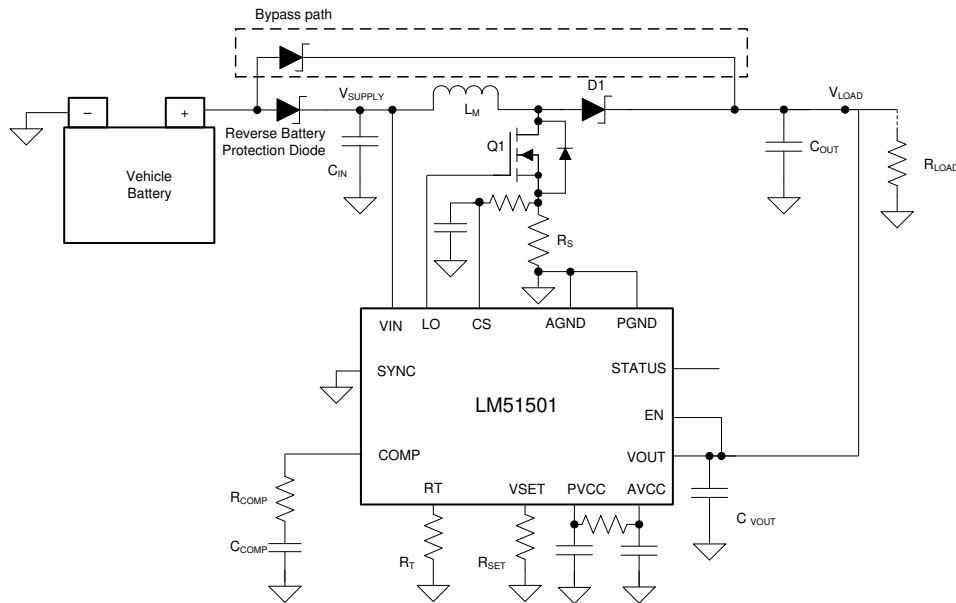 Bypass path
D1
− +
V_SUPPLY
L_M
V_LOAD
Reverse Battery
Protection Diode
C_IN
Q1
C_OUT
R_LOAD
Vehicle
Battery
R_S
VIN LO CS AGND PGND
SYNC
STATUS
LM51501
EN
COMP
VOUT
RT VSET PVCC AVCC
R_COMP
C_COMP
R_T
R_SET
C VOUT